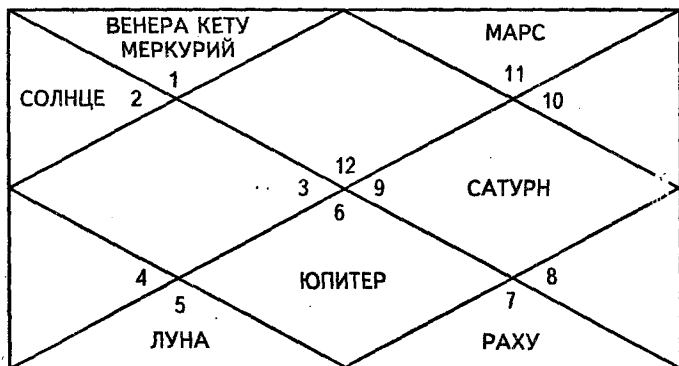 ВЕНЕРА КЕТУ
МЕРКУРИЙ
МАРС
1
11
СОЛНЦЕ 2
10
12
3
9
САТУРН
6
4
ЮПИТЕР
8
5
7
ЛУНА
РАХУ